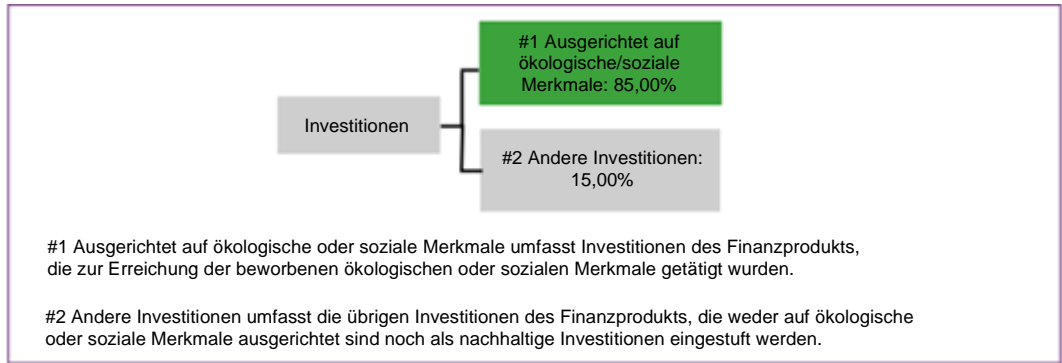 #1 Ausgerichtet auf
ökologische/soziale
Merkmale: 85,00%
Investitionen
#2 Andere Investitionen:
15,00%
#1 Ausgerichtet auf ökologische oder soziale Merkmale umfasst Investitionen des Finanzprodukts,
die zur Erreichung der beworbenen ökologischen oder sozialen Merkmale getätigt wurden.
#2 Andere Investitionen umfasst die übrigen Investitionen des Finanzprodukts, die weder auf ökologische
oder soziale Merkmale ausgerichtet sind noch als nachhaltige Investitionen eingestuft werden.